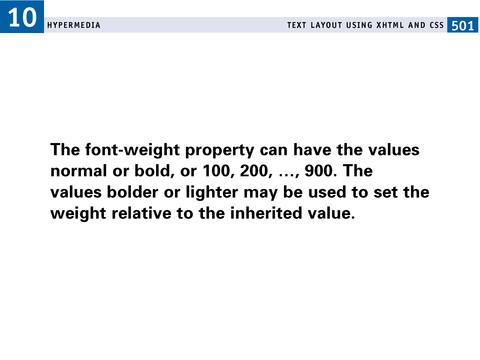 10
HYPERMEDIA
TEXT LAYOUT USING XHTML AND CSS 501
The font-weight property can have the values
normal or bold, or 100, 200, …, 900. The
values bolder or lighter may be used to set the
weight relative to the inherited value.